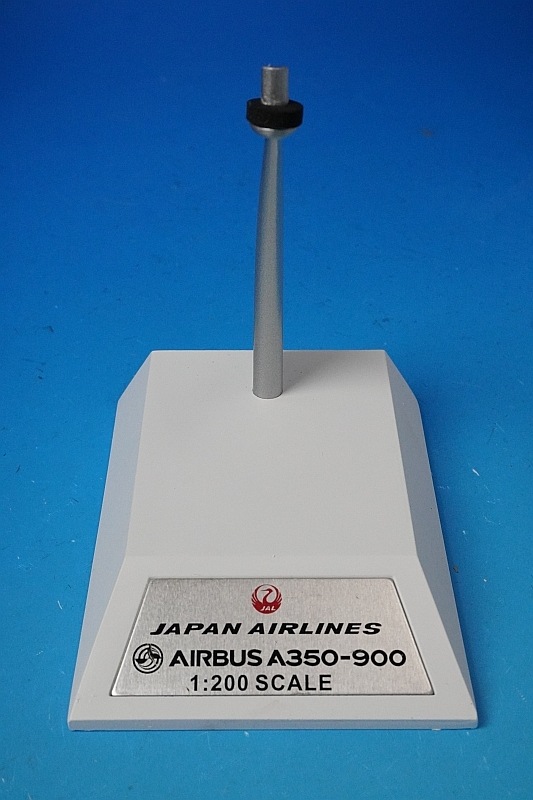 JAL
JAPAN AIRLINES
AIRBUS A350-900
1:200 SCALE